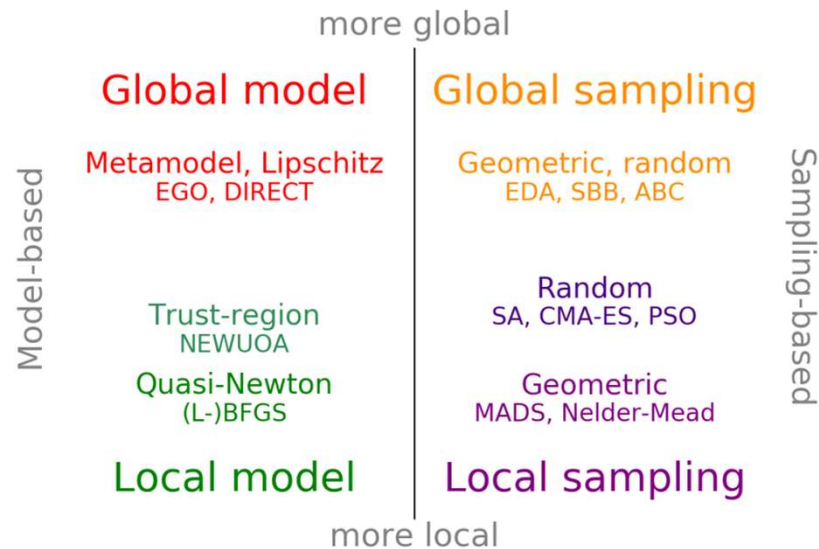 more global
Global model
Global sampling
Metamodel, Lipschitz
EGO, DIRECT
Geometric, random
EDA, SBB, ABC
Model-based
Sampling-based
Trust-region
NEWUOA
Random
SA, CMA-ES, PSO
Quasi-Newton
(L-)BFGS
Geometric
MADS, Nelder-Mead
Local model
Local sampling
more local